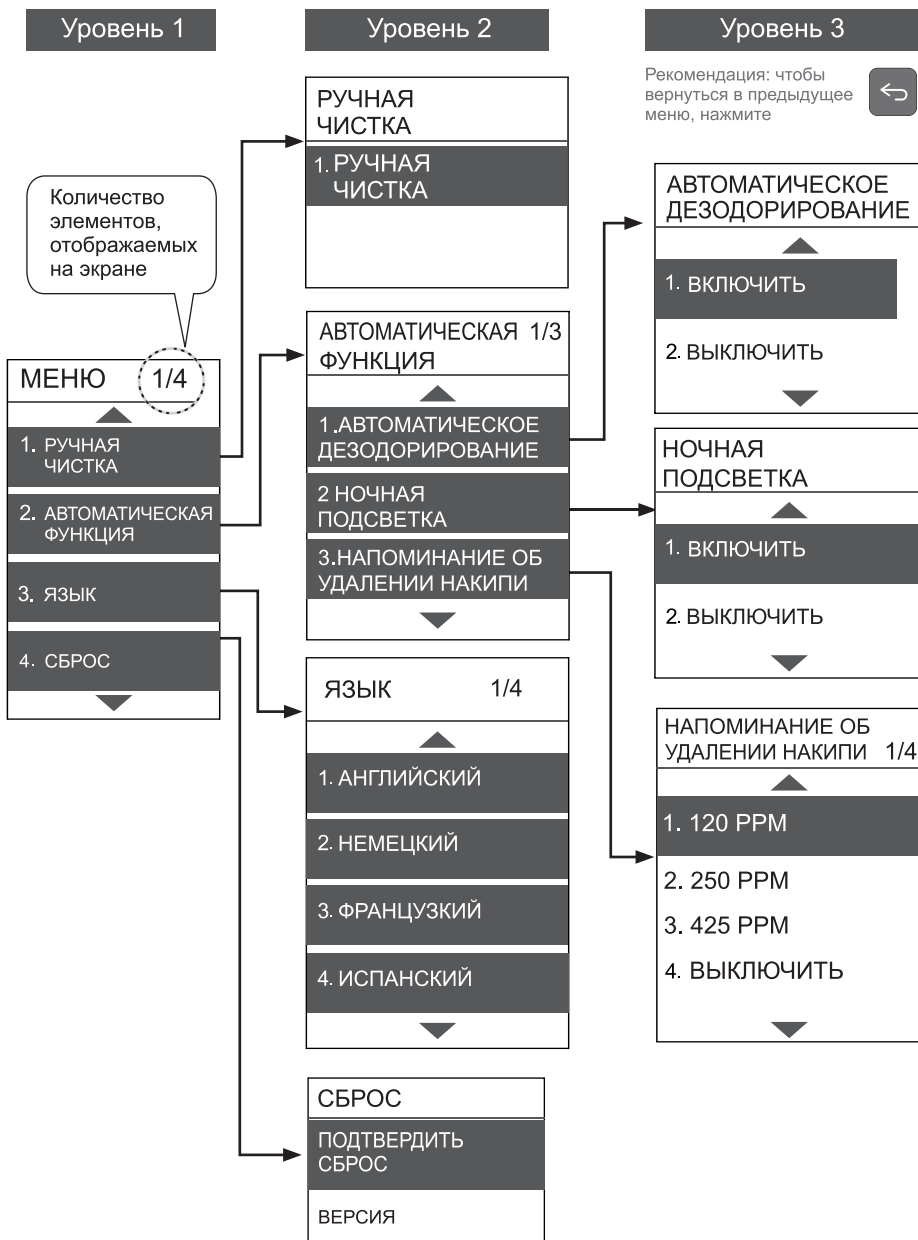 Уровень 1
Уровень 2
Уровень 3
Рекомендация: чтобы
вернуться в предыдущее
меню, нажмите
Количество
элементов,
отображаемых
на экране
МЕНЮ 1/4
1. РУЧНАЯ
ЧИСТКА
2. АВТОМАТИЧЕСКАЯ
ФУНКЦИЯ
3. ЯЗЫК
4. СБРОС
РУЧНАЯ
ЧИСТКА
1. РУЧНАЯ
ЧИСТКА
АВТОМАТИЧЕСКАЯ 1/3
ФУНКЦИЯ
1.АВТОМАТИЧЕСКОЕ
ДЕЗОДОРИРОВАНИЕ
2 НОЧНАЯ
ПОДСВЕТКА
3.НАПОМИНАНИЕ ОБ
УДАЛЕНИИ НАКИПИ
ЯЗЫК 1/4
1. АНГЛИЙСКИЙ
2. НЕМЕЦКИЙ
3. ФРАНЦУЗКИЙ
4. ИСПАНСКИЙ
СБРОС
ПОДТВЕРДИТЬ
СБРОС
ВЕРСИЯ
АВТОМАТИЧЕСКОЕ
ДЕЗОДОРИРОВАНИЕ
1. ВКЛЮЧИТЬ
2. ВЫКЛЮЧИТЬ
НОЧНАЯ
ПОДСВЕТКА
1. ВКЛЮЧИТЬ
2. ВЫКЛЮЧИТЬ
НАПОМИНАНИЕ ОБ
УДАЛЕНИИ НАКИПИ 1/4
1. 120 PPM
2. 250 PPM
3. 425 PPM
4. ВЫКЛЮЧИТЬ